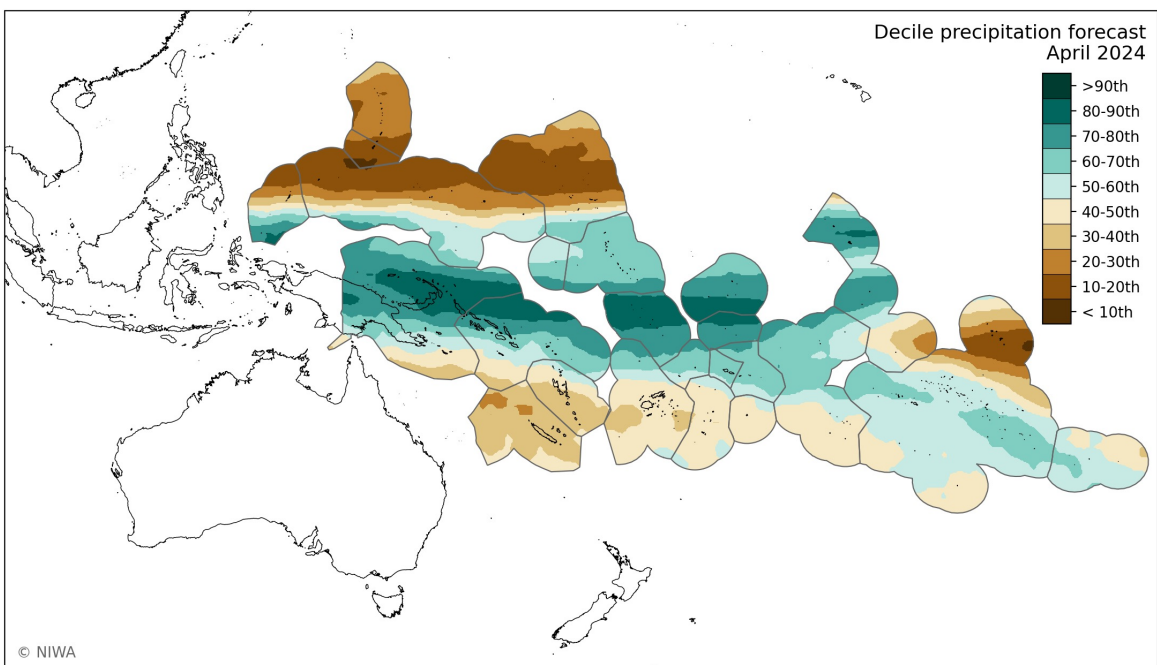 Decile precipitation forecast
April 2024
>90th
80-90th
70-80th
60-70th
50-60th
40-50th
30-40th
20-30th
10-20th
< 10th
© NIWA